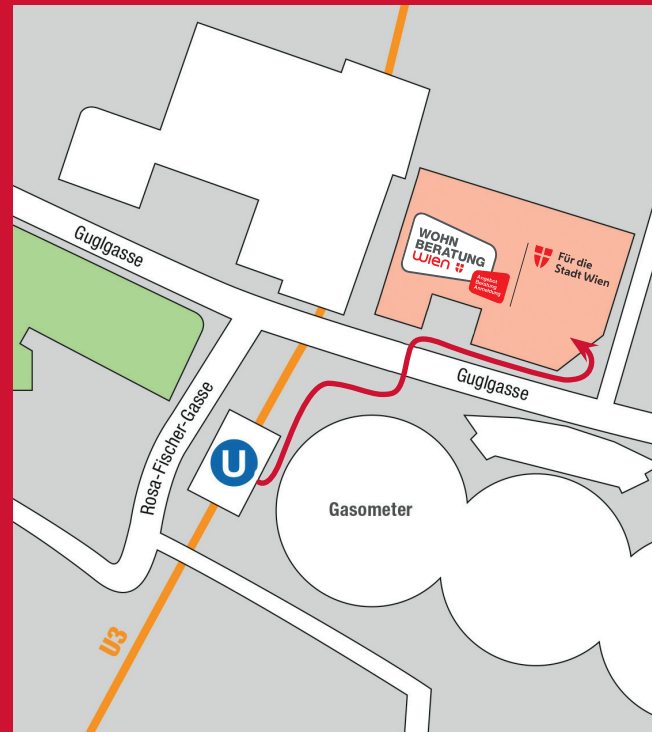 Guglgasse
WOHN
BERATUNG
wien
Angebot
Beratung
Anmeldung
Für die
Stadt Wien
Guglgasse
Rosa-Fischer-Gasse
U
Gasometer
U3